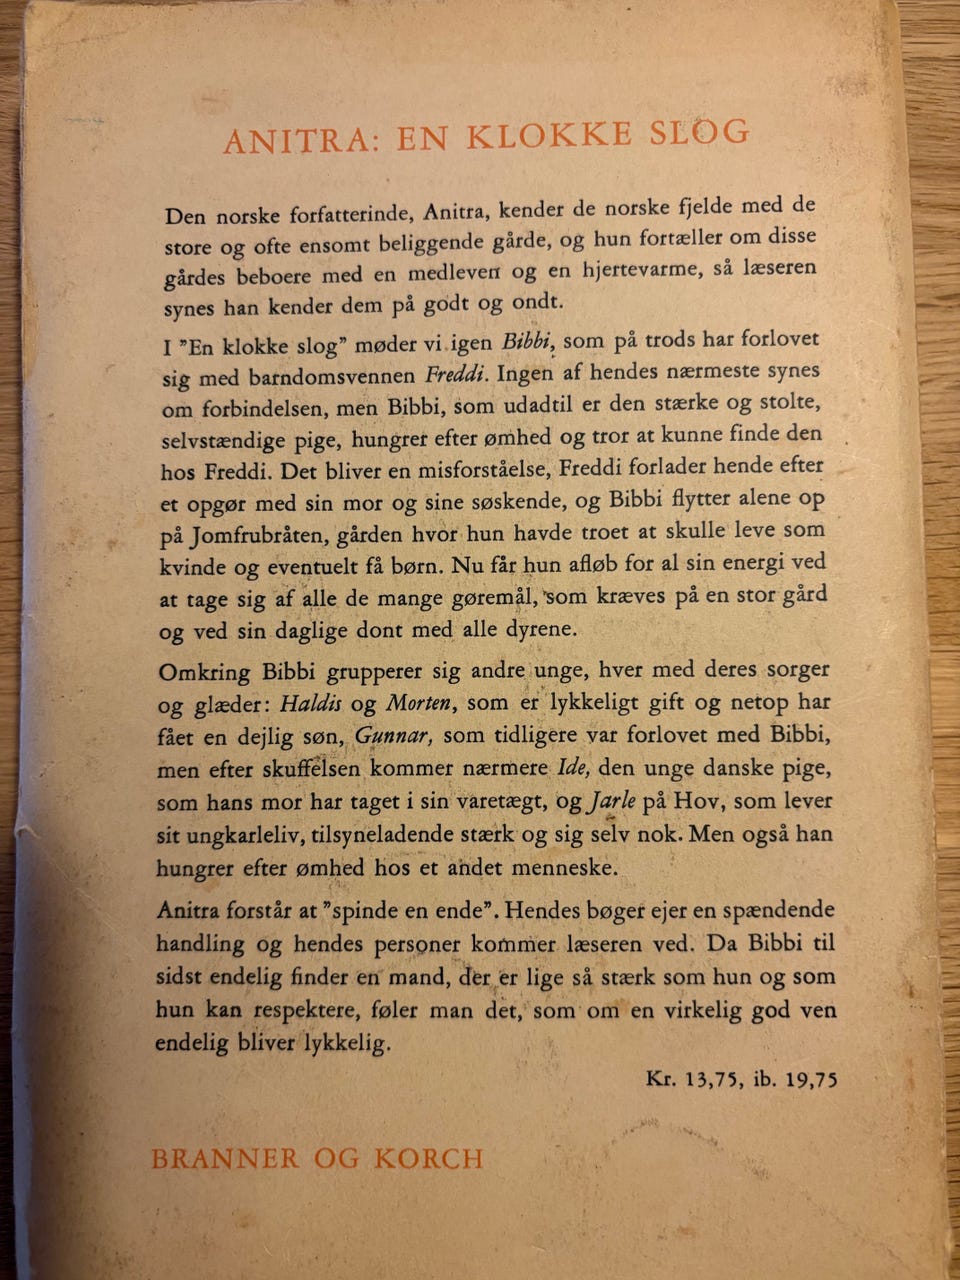 ANITRA: EN KLOKKE SLOG
Den norske forfatterinde, Anitra, kender de norske fjelde med de
store og ofte ensomt beliggende gårde, og hun fortæller om disse
gårdes beboere med en medleven og en hjertevarme, så læseren
synes han kender dem på godt og ondt.
I ”En klokke slog” møder vi igen Bibbi, som på trods har forlovet
sig med barndomsvennen Freddi. Ingen af hendes nærmeste synes
om forbindelsen, men Bibbi, som udadtil er den stærke og stolte,
selvstændige pige, hungrer efter ømhed og tror at kunne finde den
hos Freddi. Det bliver en misforståelse, Freddi forlader hende efter
et opgør med sin mor og sine søskende, og Bibbi flytter alene op
på Jomfrubråten, gården hvor hun havde troet at skulle leve som
kvinde og eventuelt få børn. Nu får hun afløb for al sin energi ved
at tage sig af alle de mange gøremål, som kræves på en stor gård
og ved sin daglige dont med alle dyrene.
Omkring Bibbi grupperer sig andre unge, hver med deres sorger
og glæder: Haldis og Morten, som er lykkeligt gift og netop har
fået en dejlig søn, Gunnar, som tidligere var forlovet med Bibbi,
men efter skuffelsen kommer nærmere Ide, den unge danske pige,
som hans mor har taget i sin varetægt, og Jarle på Hov, som lever
sit ungkarleliv, tilsyneladende stærk og sig selv nok. Men også han
hungrer efter ømhed hos et andet menneske.
Anitra forstår at ”spinde en ende”. Hendes bøger ejer en spændende
handling og hendes personer kommer læseren ved. Da Bibbi til
sidst endelig finder en mand, der er lige så stærk som hun og som
hun kan respektere, føler man det, som om en virkelig god ven
endelig bliver lykkelig.
Kr. 13,75, ib. 19,75
BRANNER OG KORCH